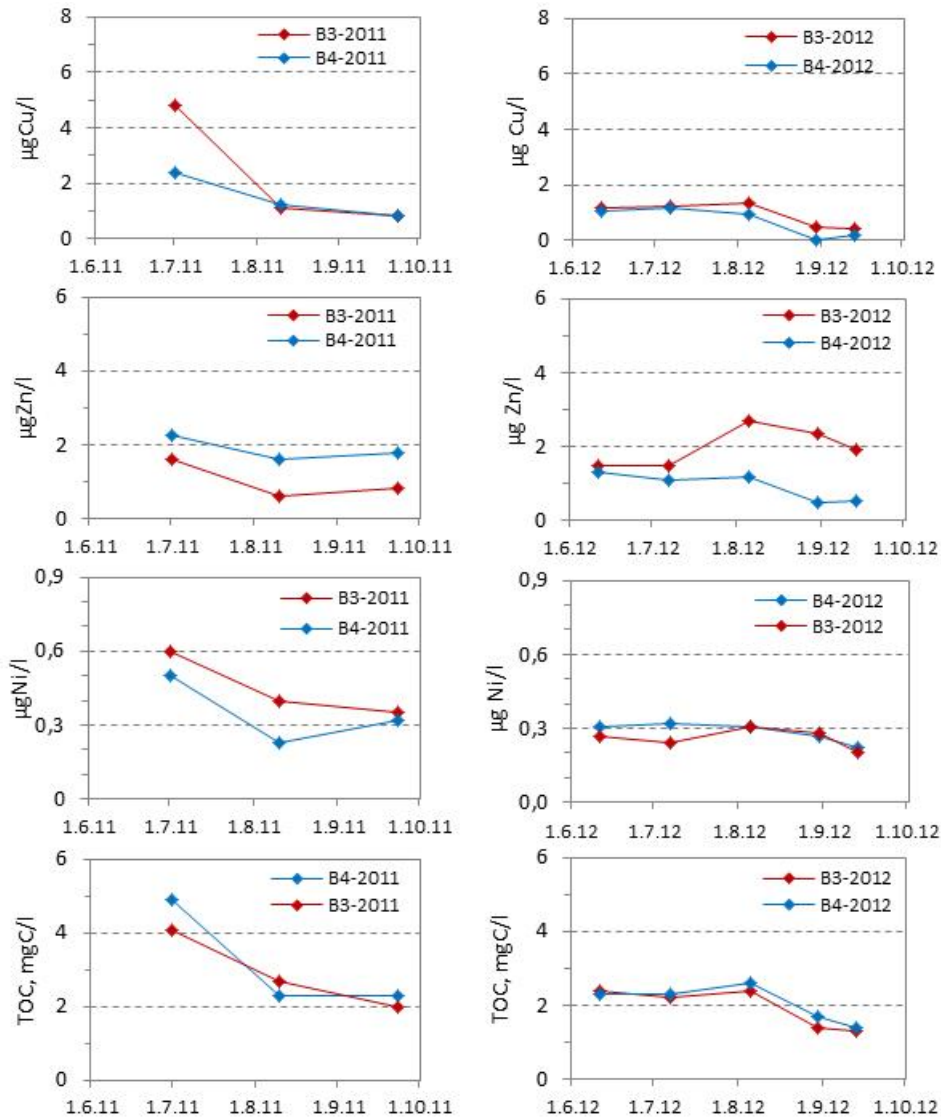 8
6
4
2
0
µgCu/l
B3-2011
B4-2011
1.6.11 1.7.11 1.8.11 1.9.11 1.10.11
8
6
4
2
0
µg Cu/l
B3-2012
B4-2012
1.6.12 1.7.12 1.8.12 1.9.12 1.10.12
6
4
2
0
µgZn/l
B3-2011
B4-2011
1.6.11 1.7.11 1.8.11 1.9.11 1.10.11
6
4
2
0
µg Zn/l
B3-2012
B4-2012
1.6.12 1.7.12 1.8.12 1.9.12 1.10.12
0,9
0,6
0,3
0
µgNi/l
B3-2011
B4-2011
1.6.11 1.7.11 1.8.11 1.9.11 1.10.11
0,9
0,6
0,3
0,0
µg Ni/l
B4-2012
B3-2012
1.6.12 1.7.12 1.8.12 1.9.12 1.10.12
6
4
2
0
TOC, mgC/l
B4-2011
B3-2011
1.6.11 1.7.11 1.8.11 1.9.11 1.10.11
6
4
2
0
TOC, mgC/l
B3-2012
B4-2012
1.6.12 1.7.12 1.8.12 1.9.12 1.10.12